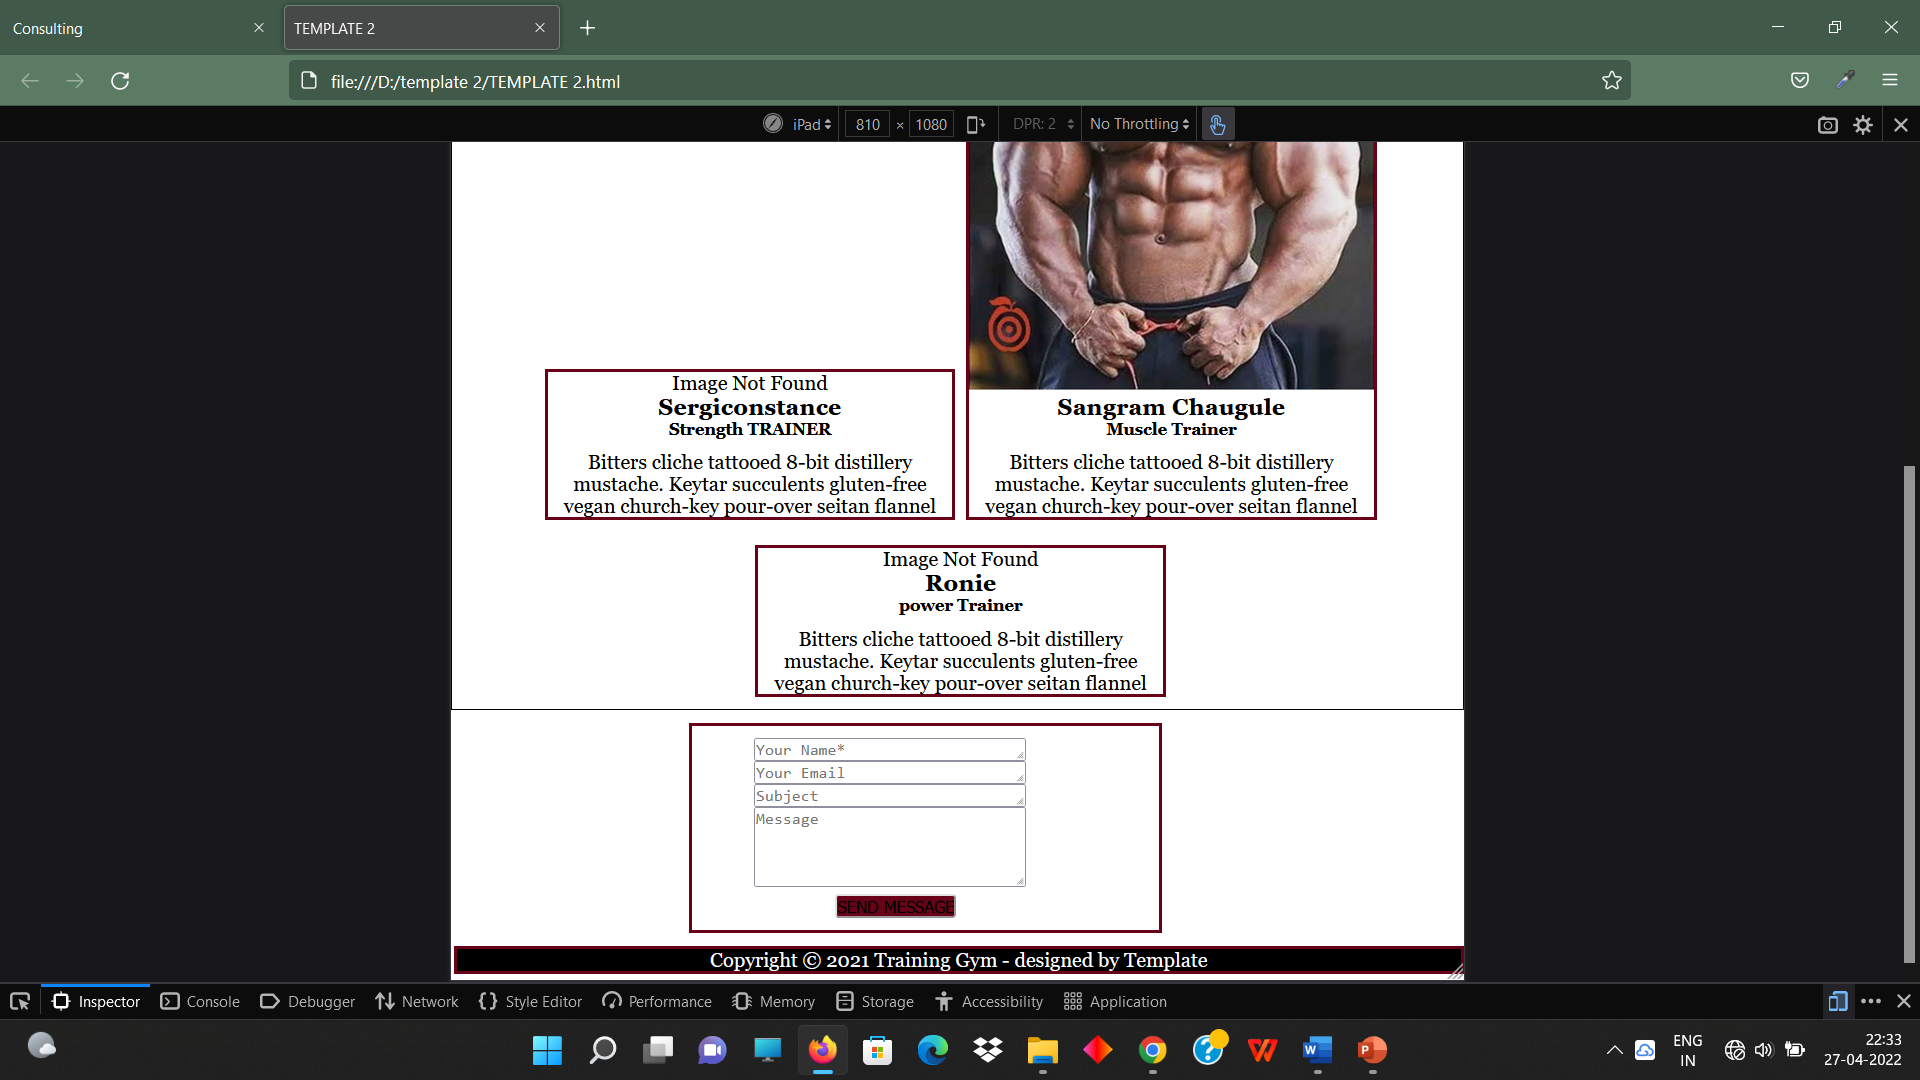 Consulting
TEMPLATE 2
file:///D:/template 2/TEMPLATE 2.html
iPad
810 × 1080
DPR: 2
No Throttling
Image Not Found
Sergiconstance
Strength TRAINER
Bitters cliche tattooed 8-bit distillery
mustache. Keytar succulents gluten-free
vegan church-key pour-over seitan flannel
Sangram Chaugule
Muscle Trainer
Bitters cliche tattooed 8-bit distillery
mustache. Keytar succulents gluten-free
vegan church-key pour-over seitan flannel
Image Not Found
Ronie
power Trainer
Bitters cliche tattooed 8-bit distillery
mustache. Keytar succulents gluten-free
vegan church-key pour-over seitan flannel
Your Name*
Your Email
Subject
Message
SEND MESSAGE
Copyright © 2021 Training Gym - designed by Template
Inspector
Console
Debugger
Network
Style Editor
Performance
Memory
Storage
Accessibility
Application
ENG
IN
22:33
27-04-2022